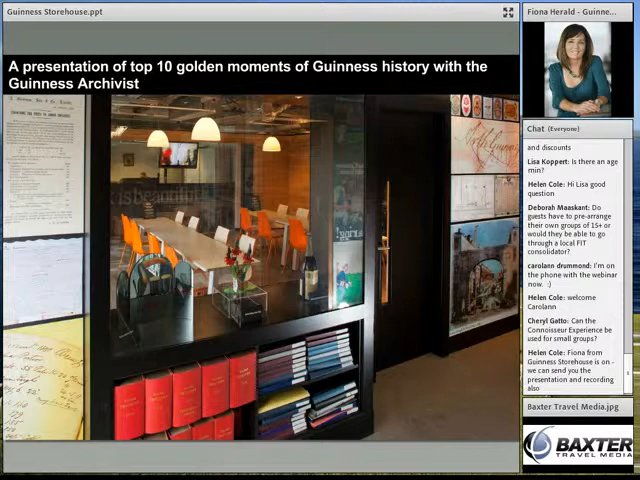 Guinness Storehouse.ppt
A presentation of top 10 golden moments of Guinness history with the
Guinness Archivist
Fiona Herald - Guinne...
Chat (Everyone)
and discounts
Lisa Koppert: Is there an age
min?
Helen Cole: Hi Lisa good
question
Deborah Maaskant: Do
guests have to pre-arrange
their own groups of 15+ or
would they be able to go
through a local FIT
consolidator?
carolann drummond: I'm on
the phone with the webinar
now. :)
Helen Cole: welcome
Carolann
Cheryl Gatto: Can the
Connoisseur Experience be
used for small groups?
Helen Cole: Fiona from
Guinness Storehouse is on -
we can send you the
presentation and recording
also
Baxter Travel Media.jpg
BAXTER
TRAVEL MEDIA